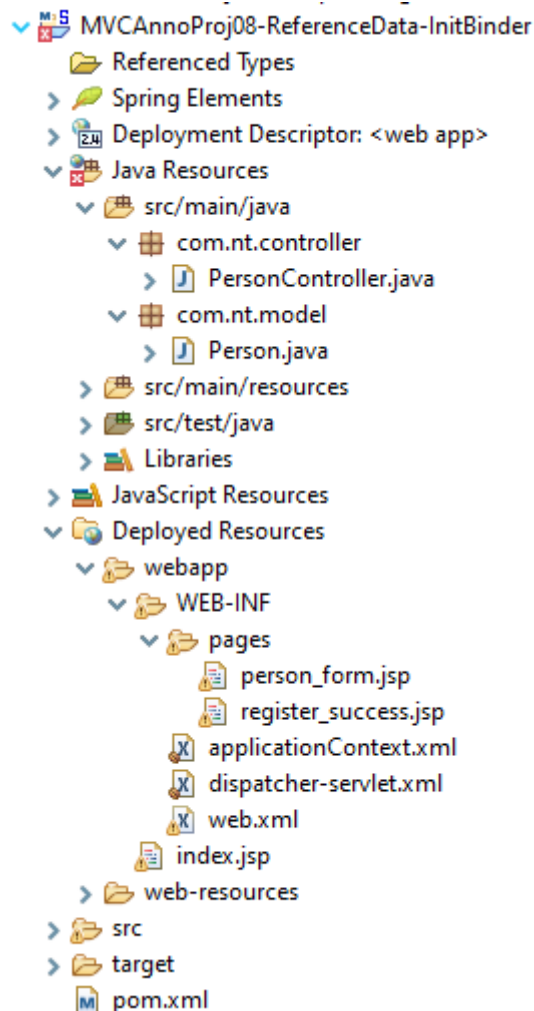 MVCAnnoProj08-ReferenceData-InitBinder
Referenced Types
Spring Elements
Deployment Descriptor: <web app>
Java Resources
src/main/java
com.nt.controller
PersonController.java
com.nt.model
Person.java
src/main/resources
src/test/java
Libraries
JavaScript Resources
Deployed Resources
webapp
WEB-INF
pages
person_form.jsp
register_success.jsp
applicationContext.xml
dispatcher-servlet.xml
web.xml
index.jsp
web-resources
src
target
pom.xml